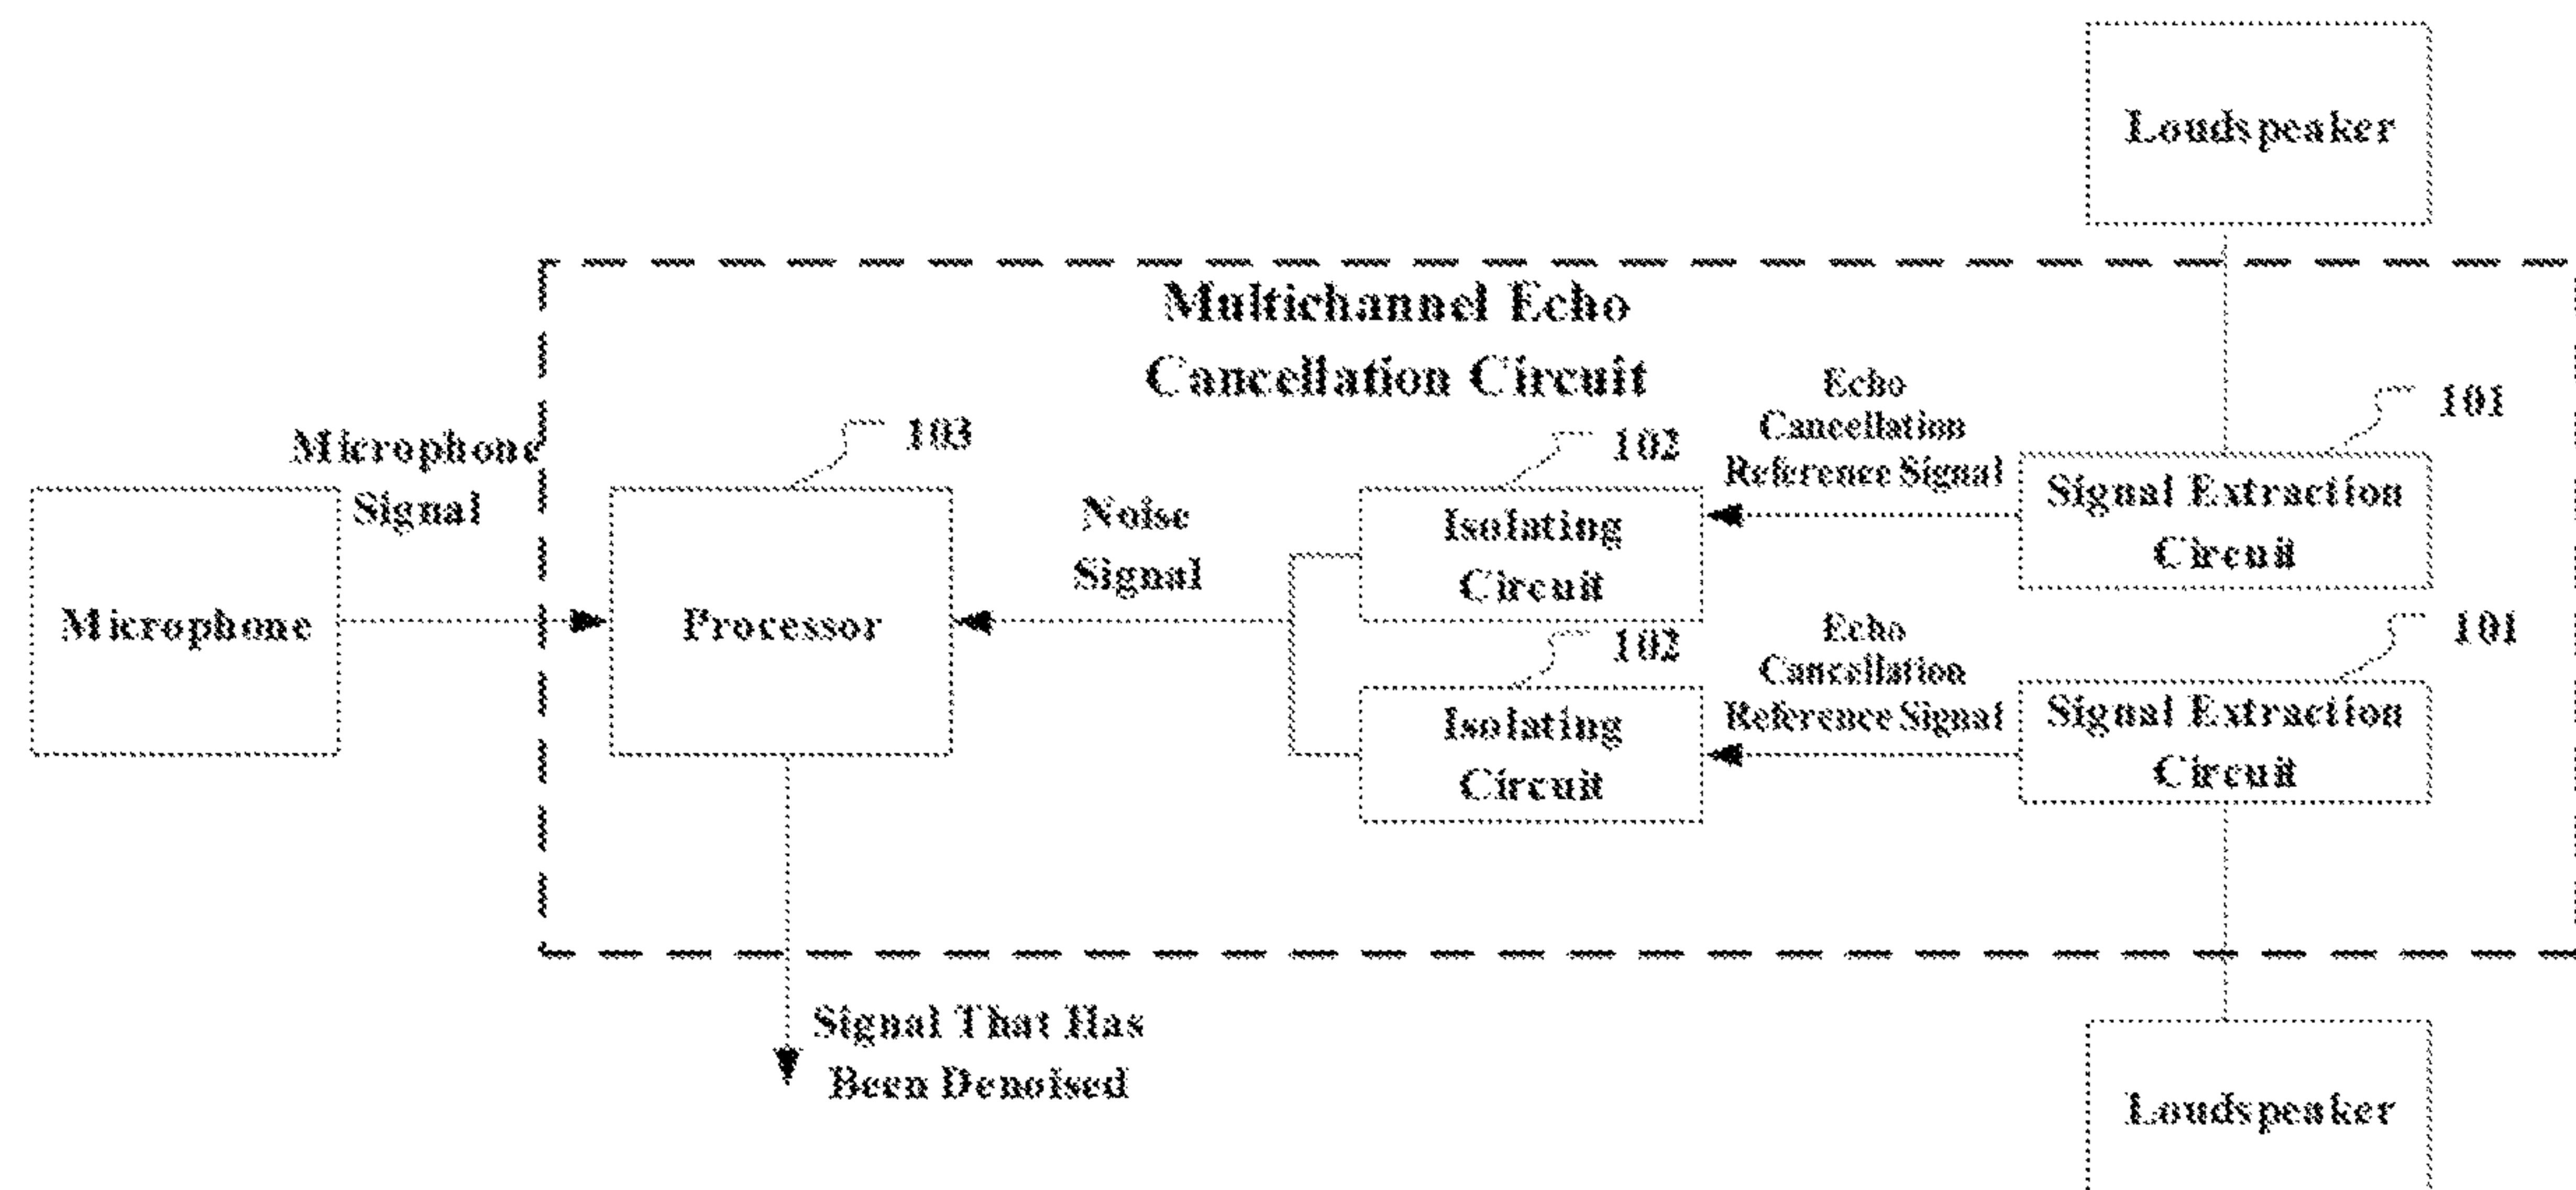 Loudspeaker
Multichannel Echo
Cancellation Circuit
Microphone
Signal
103
102
Echo
Cancellation
Reference Signal
101
Microphone
Processor
Noise
Signal
Isolating
Circuit
Signal Extraction
Circuit
102
Echo
Cancellation
Reference Signal
101
Isolating
Circuit
Signal Extraction
Circuit
Signal That Has
Been Denoised
Loudspeaker